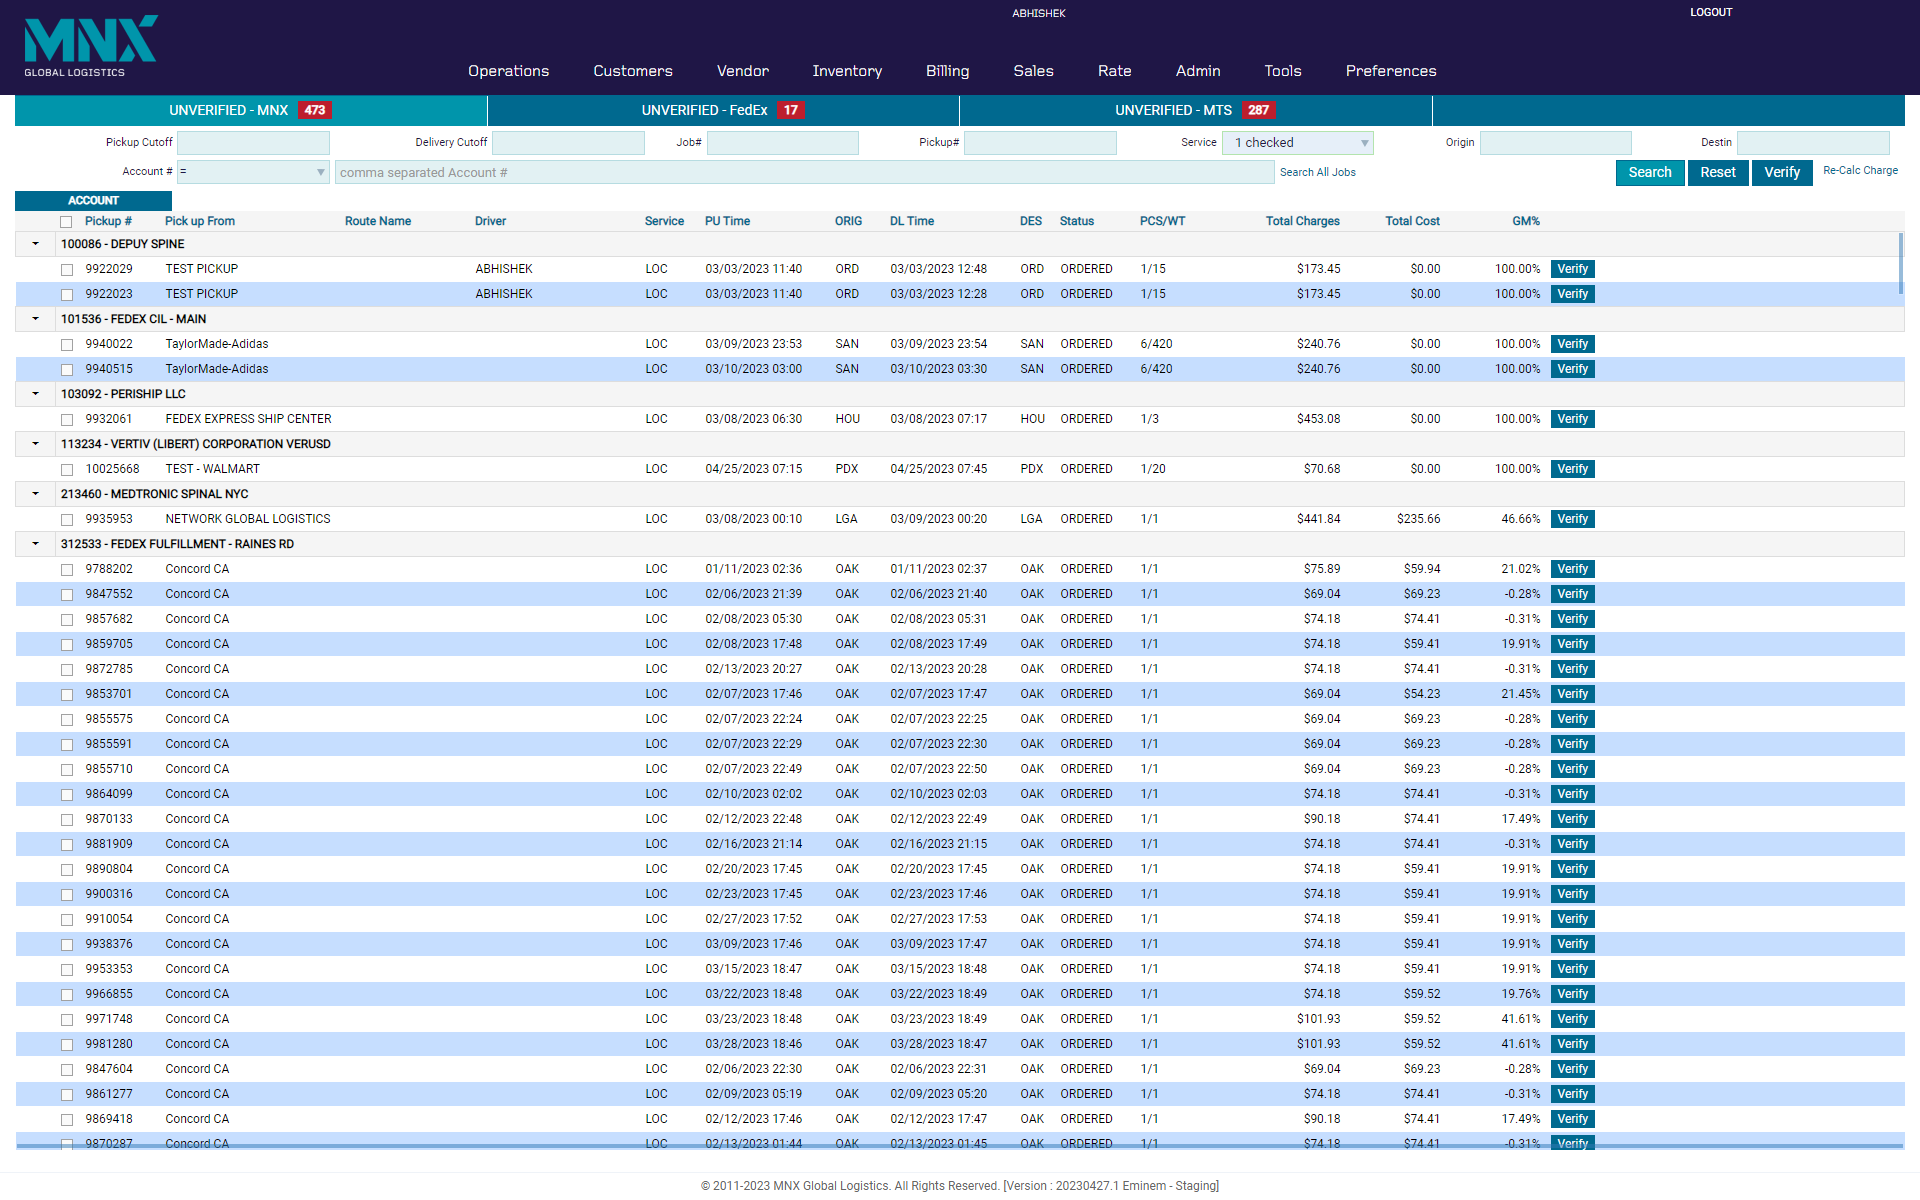 ABHISHEK LOGOUT
MNX
GLOBAL LOGISTICS
Operations Customers Vendor Inventory Billing Sales Rate Admin Tools Preferences
UNVERIFIED - MNX 473 UNVERIFIED - FedEx 17 UNVERIFIED - MTS 287
Pickup Cutoff Delivery Cutoff Job# Pickup# Service 1 checked Origin Destin
Account # = comma separated Account # Search All Jobs Search Reset Verify Re-Calc Charge
ACCOUNT
Pickup # Pick up From Route Name Driver Service PU Time ORIG DL Time DES Status PCS/WT Total Charges Total Cost GM%
100086 - DEPUY SPINE
9922029 TEST PICKUP ABHISHEK LOC 03/03/2023 11:40 ORD 03/03/2023 12:48 ORD ORDERED 1/15 $173.45 $0.00 100.00% Verify
9922023 TEST PICKUP ABHISHEK LOC 03/03/2023 11:40 ORD 03/03/2023 12:28 ORD ORDERED 1/15 $173.45 $0.00 100.00% Verify
101536 - FEDEX CIL - MAIN
9940022 TaylorMade-Adidas LOC 03/09/2023 23:53 SAN 03/09/2023 23:54 SAN ORDERED 6/420 $240.76 $0.00 100.00% Verify
9940515 TaylorMade-Adidas LOC 03/10/2023 03:00 SAN 03/10/2023 03:30 SAN ORDERED 6/420 $240.76 $0.00 100.00% Verify
103092 - PERISHIP LLC
9932061 FEDEX EXPRESS SHIP CENTER LOC 03/08/2023 06:30 HOU 03/08/2023 07:17 HOU ORDERED 1/3 $453.08 $0.00 100.00% Verify
113234 - VERTIV (LIBERT) CORPORATION VERUSD
10025668 TEST - WALMART LOC 04/25/2023 07:15 PDX 04/25/2023 07:45 PDX ORDERED 1/20 $70.68 $0.00 100.00% Verify
213460 - MEDTRONIC SPINAL NYC
9935953 NETWORK GLOBAL LOGISTICS LOC 03/08/2023 00:10 LGA 03/09/2023 00:20 LGA ORDERED 1/1 $441.84 $235.66 46.66% Verify
312533 - FEDEX FULFILLMENT - RAINES RD
9788202 Concord CA LOC 01/11/2023 02:36 OAK 01/11/2023 02:37 OAK ORDERED 1/1 $75.89 $59.94 21.02% Verify
9847552 Concord CA LOC 02/06/2023 21:39 OAK 02/06/2023 21:40 OAK ORDERED 1/1 $69.04 $69.23 -0.28% Verify
9857682 Concord CA LOC 02/08/2023 05:30 OAK 02/08/2023 05:31 OAK ORDERED 1/1 $74.18 $74.41 -0.31% Verify
9859705 Concord CA LOC 02/08/2023 17:48 OAK 02/08/2023 17:49 OAK ORDERED 1/1 $74.18 $59.41 19.91% Verify
9872785 Concord CA LOC 02/13/2023 20:27 OAK 02/13/2023 20:28 OAK ORDERED 1/1 $74.18 $74.41 -0.31% Verify
9853701 Concord CA LOC 02/07/2023 17:46 OAK 02/07/2023 17:47 OAK ORDERED 1/1 $69.04 $54.23 21.45% Verify
9855575 Concord CA LOC 02/07/2023 22:24 OAK 02/07/2023 22:25 OAK ORDERED 1/1 $69.04 $69.23 -0.28% Verify
9855591 Concord CA LOC 02/07/2023 22:29 OAK 02/07/2023 22:30 OAK ORDERED 1/1 $69.04 $69.23 -0.28% Verify
9855710 Concord CA LOC 02/07/2023 22:49 OAK 02/07/2023 22:50 OAK ORDERED 1/1 $69.04 $69.23 -0.28% Verify
9864099 Concord CA LOC 02/10/2023 02:02 OAK 02/10/2023 02:03 OAK ORDERED 1/1 $74.18 $74.41 -0.31% Verify
9870133 Concord CA LOC 02/12/2023 22:48 OAK 02/12/2023 22:49 OAK ORDERED 1/1 $90.18 $74.41 17.49% Verify
9881909 Concord CA LOC 02/16/2023 21:14 OAK 02/16/2023 21:15 OAK ORDERED 1/1 $74.18 $74.41 -0.31% Verify
9890804 Concord CA LOC 02/20/2023 17:45 OAK 02/20/2023 17:45 OAK ORDERED 1/1 $74.18 $59.41 19.91% Verify
9900316 Concord CA LOC 02/23/2023 17:45 OAK 02/23/2023 17:46 OAK ORDERED 1/1 $74.18 $59.41 19.91% Verify
9910054 Concord CA LOC 02/27/2023 17:52 OAK 02/27/2023 17:53 OAK ORDERED 1/1 $74.18 $59.41 19.91% Verify
9938376 Concord CA LOC 03/09/2023 17:46 OAK 03/09/2023 17:47 OAK ORDERED 1/1 $74.18 $59.41 19.91% Verify
9953353 Concord CA LOC 03/15/2023 18:47 OAK 03/15/2023 18:48 OAK ORDERED 1/1 $74.18 $59.41 19.91% Verify
9966855 Concord CA LOC 03/22/2023 18:48 OAK 03/22/2023 18:49 OAK ORDERED 1/1 $74.18 $59.52 19.76% Verify
9971748 Concord CA LOC 03/23/2023 18:48 OAK 03/23/2023 18:49 OAK ORDERED 1/1 $101.93 $59.52 41.61% Verify
9981280 Concord CA LOC 03/28/2023 18:46 OAK 03/28/2023 18:47 OAK ORDERED 1/1 $101.93 $59.52 41.61% Verify
9847604 Concord CA LOC 02/06/2023 22:30 OAK 02/06/2023 22:31 OAK ORDERED 1/1 $69.04 $69.23 -0.28% Verify
9861277 Concord CA LOC 02/09/2023 05:19 OAK 02/09/2023 05:20 OAK ORDERED 1/1 $74.18 $74.41 -0.31% Verify
9869418 Concord CA LOC 02/12/2023 17:46 OAK 02/12/2023 17:47 OAK ORDERED 1/1 $90.18 $74.41 17.49% Verify
9870287 Concord CA LOC 02/13/2023 01:44 OAK 02/13/2023 01:45 OAK ORDERED 1/1 $74.18 $74.41 -0.31% Verify
© 2011-2023 MNX Global Logistics. All Rights Reserved. [Version : 20230427.1 Eminem - Staging]